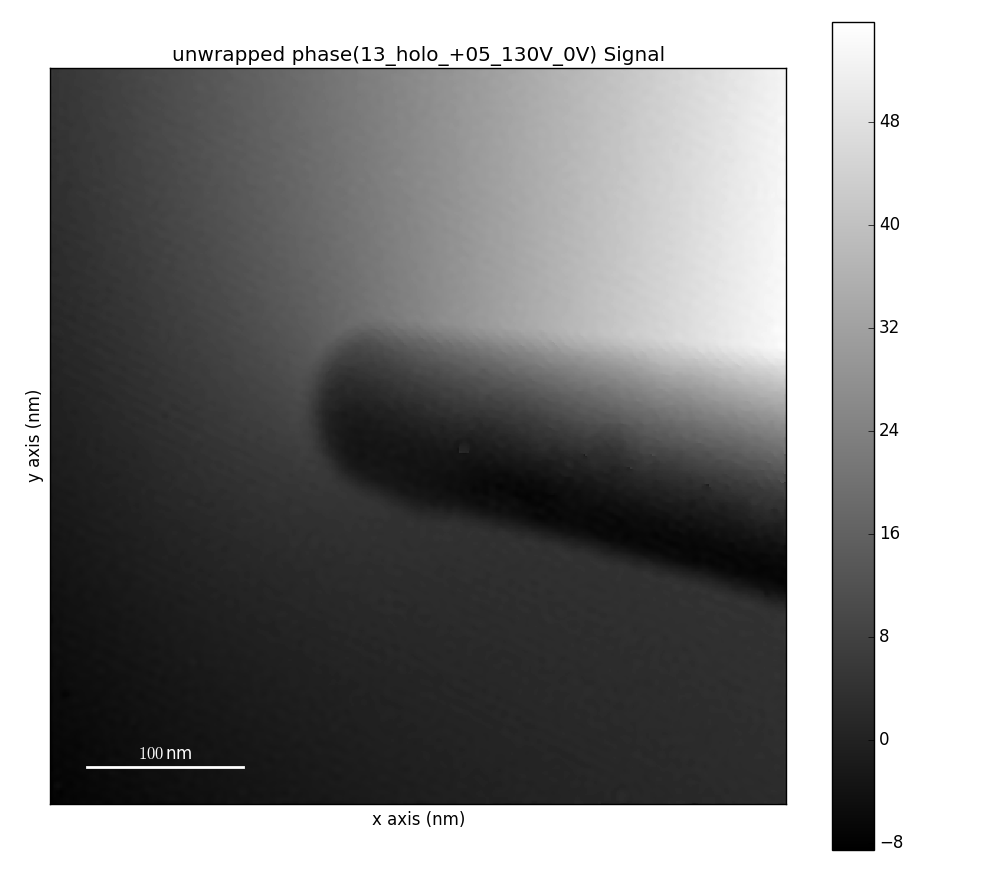 unwrapped phase(13_holo_+05_130V_0V) Signal
y axis (nm)
100 nm
x axis (nm)
48
40
32
24
16
8
0
−8